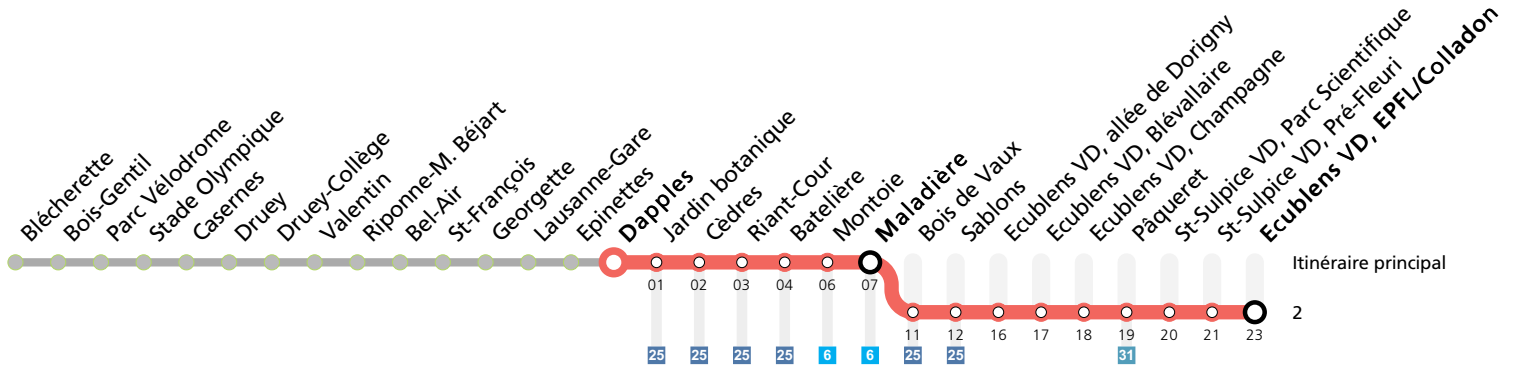 Blécherette
Bois-Gentil
Parc Vélodrome
Stade Olympique
Casernes
Druey
Druey-Collège
Valentin
Riponne-M. Béjart
Bel-Air
St-François
Georgette
Lausanne-Gare
Epinettes
Dapples
Jardin botanique
Cèdres
Riant-Cour
Batelière
Montoie
Maladière
Bois de Vaux
Sablons
Ecublens VD, allée de Dorigny
Ecublens VD, Blévallaire
Ecublens VD, Champagne
Pâqueret
St-Sulpice VD, Parc Scientifique
St-Sulpice VD, Pré-Fleuri
Ecublens VD, EPFL/Colladon
Itinéraire principal
01 02 03 04 06 07
2
11 12 16 17 18 19 20 21 23
25 25 25 25 6 6 25 25 31